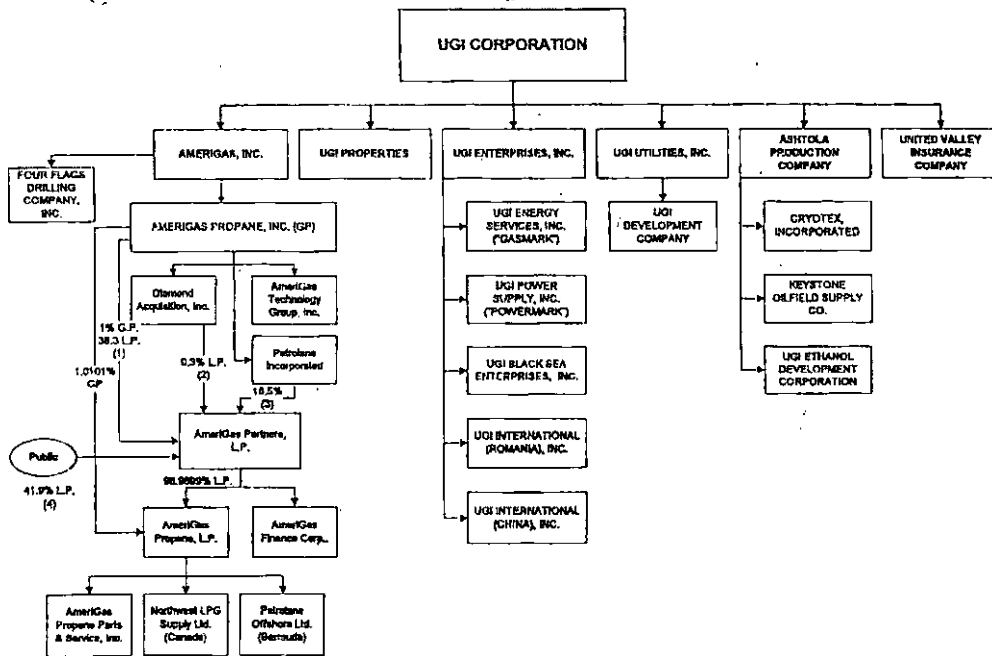 UGI CORPORATION
AMERIGAS, INC.
UGI PROPERTIES
UGI ENTERPRISES, INC.
UGI UTILITIES, INC.
ASHTOLA
PRODUCTION
COMPANY
UNITED VALLEY
INSURANCE
COMPANY
FOUR FLAGS
DRILLING
COMPANY,
INC.
AMERIGAS PROPANE, INC. (GP)
UGI ENERGY
SERVICES, INC.
("GASMARK")
UGI
DEVELOPMENT
COMPANY
CRYOTEX,
INCORPORATED
Diamond
Acquisition, Inc.
AmeriGas
Technology
Group, Inc.
UGI POWER
SUPPLY, INC.
("POWERMARK")
KEYSTONE
OILFIELD SUPPLY
CO.
1% G.P.
38.3 L.P.
(1)
0.3% L.P.
(2)
Petrolane
Incorporated
1.0101%
GP
16.5%
(3)
UGI BLACK SEA
ENTERPRISES, INC.
UGI ETHANOL
DEVELOPMENT
CORPORATION
AmeriGas Partners,
L.P.
Public
41.9% L.P.
(4)
UGI INTERNATIONAL
(ROMANIA), INC.
98.9899% L.P.
AmeriGas
Propane, L.P.
AmeriGas
Finance Corp.
UGI INTERNATIONAL
(CHINA), INC.
AmeriGas
Propane Parts
& Service, Inc.
Northwest LPG
Supply Ltd.
(Canada)
Petrolane
Offshore Ltd.
(Bermuda)